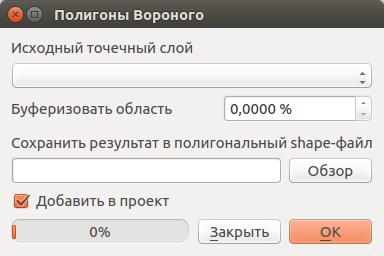 Полигоны Вороного
Исходный точечный слой
Буферизовать область 0,0000 %
Сохранить результат в полигональный shape-файл
Обзор
Добавить в проект
0% Закрыть OK